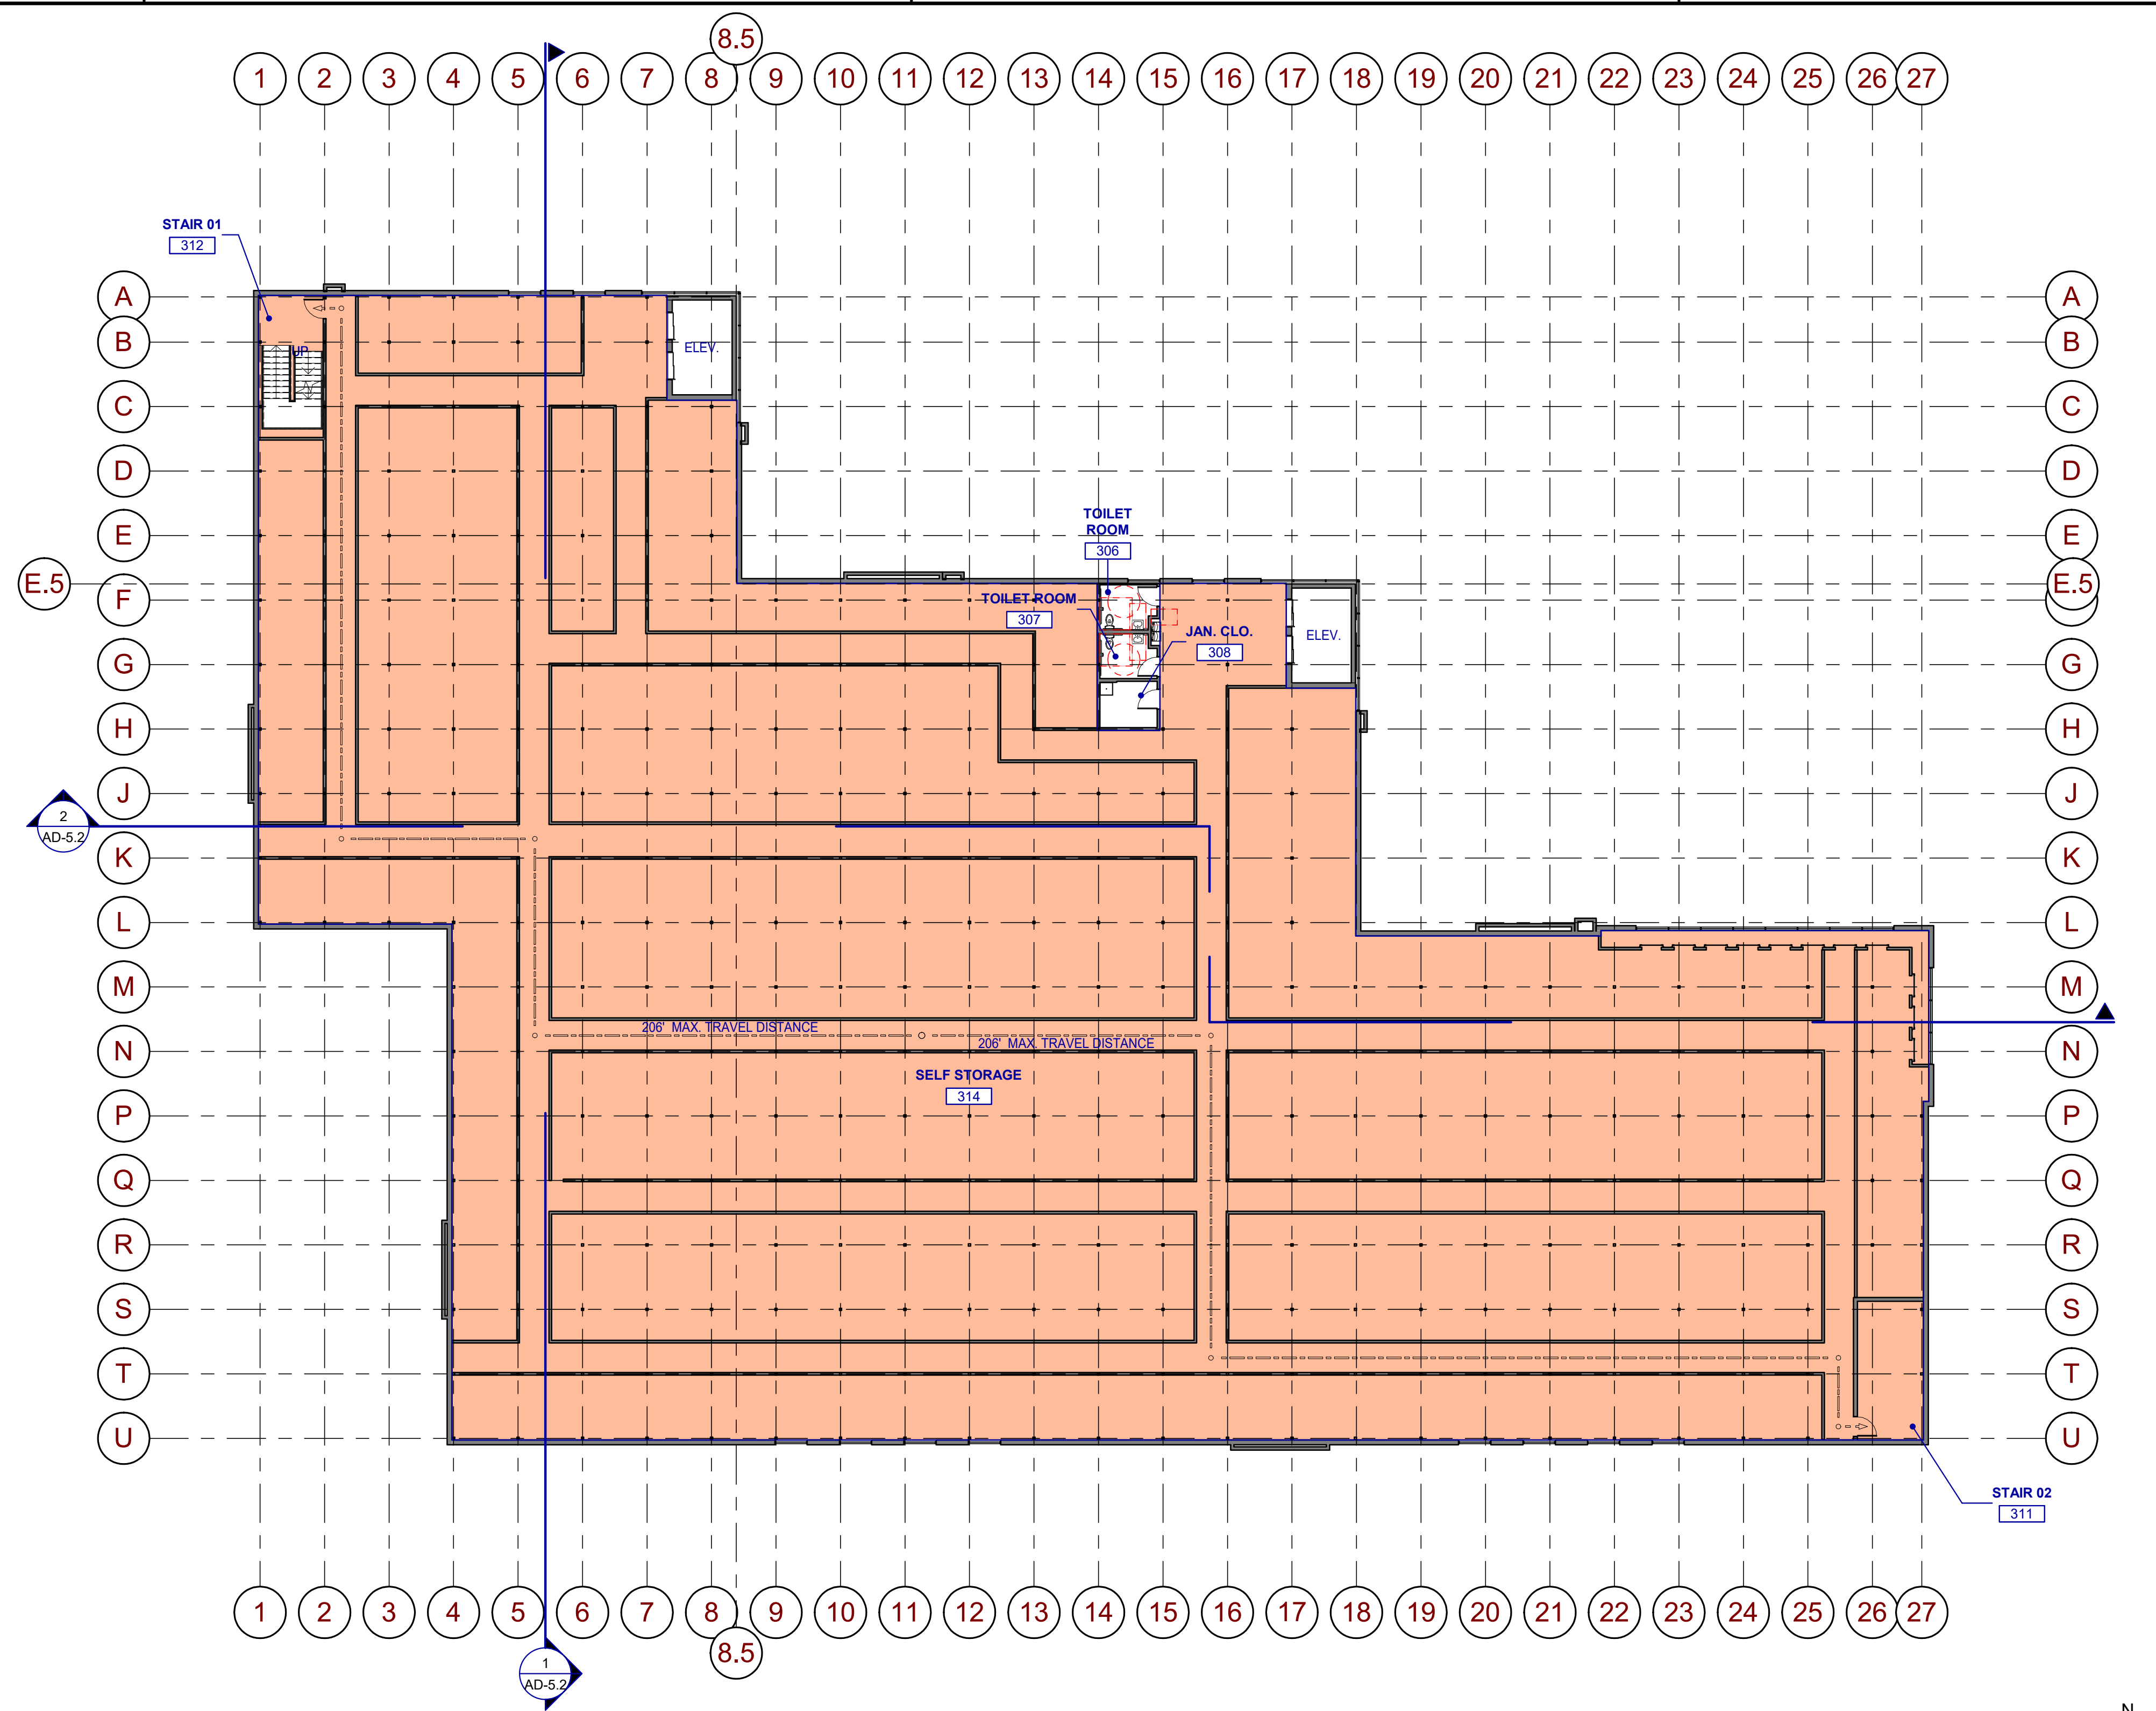 8.5
1 2 3 4 5 6 7 8 9 10 11 12 13 14 15 16 17 18 19 20 21 22 23 24 25 26 27
STAIR 01
312
A A
B B
UP
ELEV.
C C
D D
TOILET
ROOM
306
E E
E.5 E.5
F
TOILET ROOM
307
JAN. CLO.
308
ELEV.
G G
H H
J J
2
AD-5.2
K K
L L
M M
206' MAX. TRAVEL DISTANCE
206' MAX. TRAVEL DISTANCE
N N
SELF STORAGE
314
P P
Q Q
R R
S S
T T
U U
STAIR 02
311
1 2 3 4 5 6 7 8 9 10 11 12 13 14 15 16 17 18 19 20 21 22 23 24 25 26 27
8.5
1
AD-5.2
N